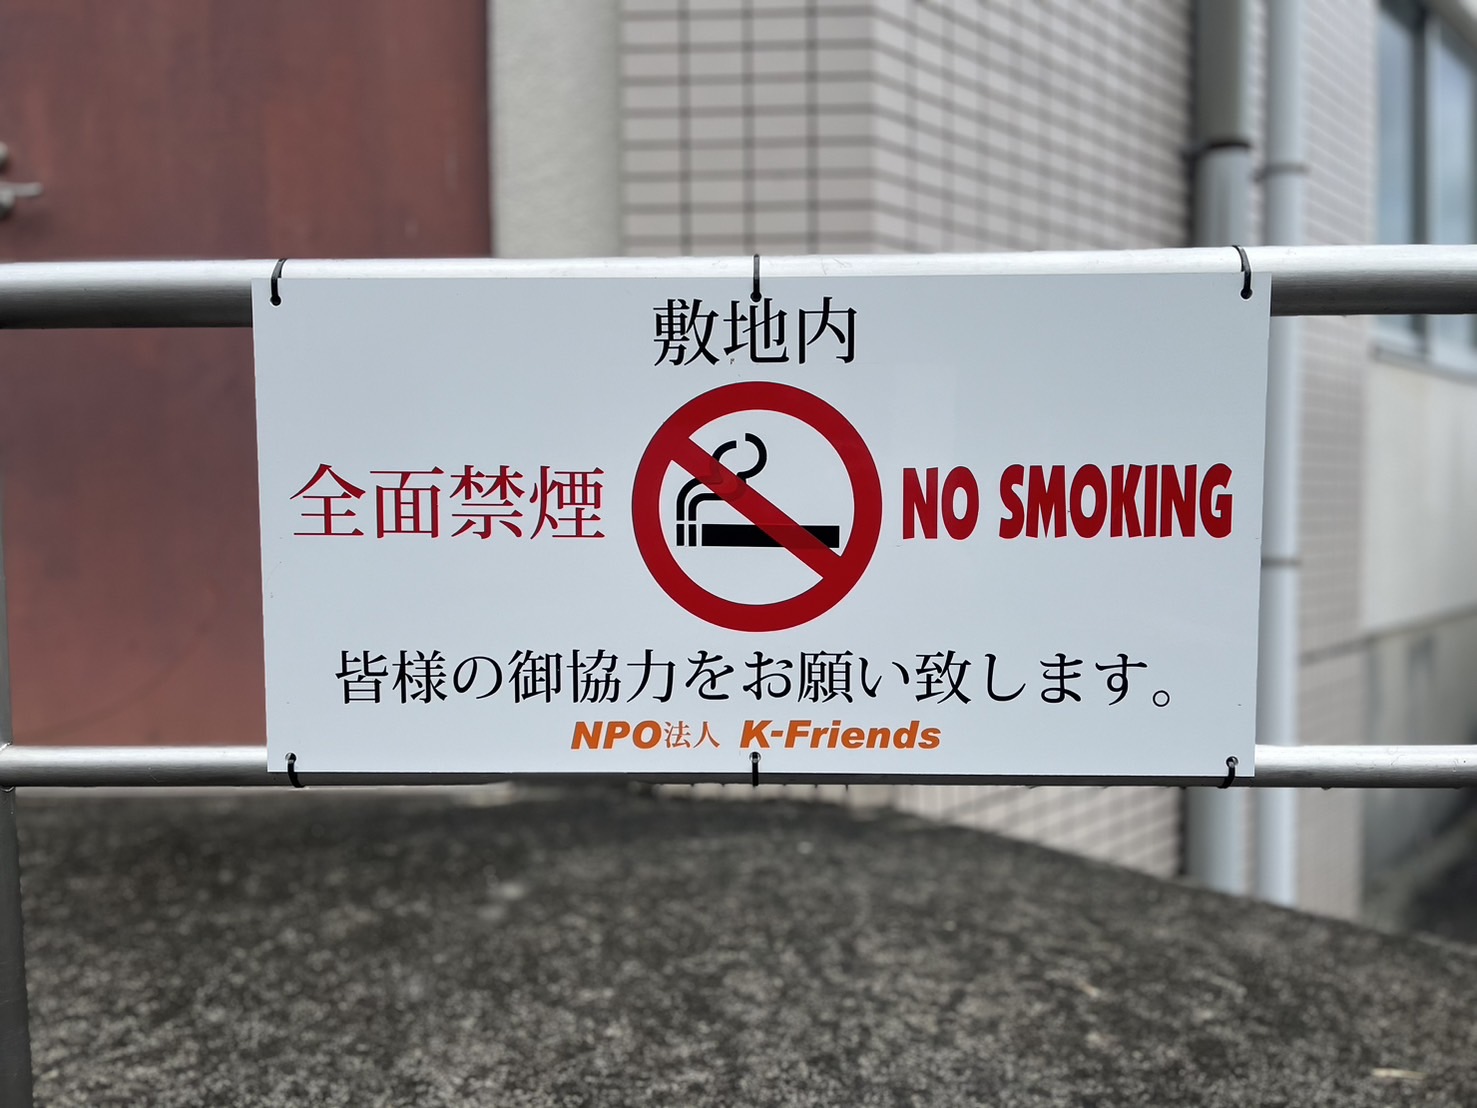 敷地内
全面禁煙 NO SMOKING
皆様の御協力をお願い致します。
NPO法人 K-Friends